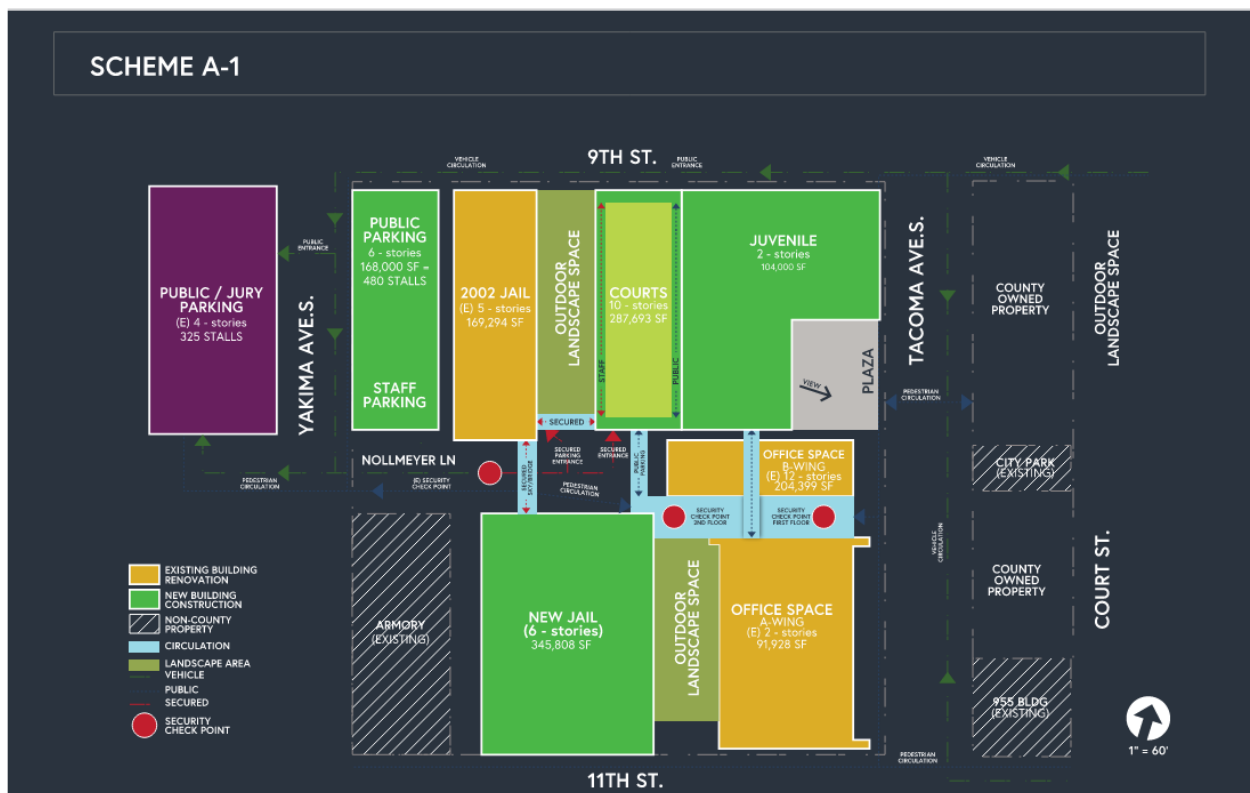 SCHEME A-1
9TH ST.
VEHICLE
CIRCULATION
PUBLIC
ENTRANCE
VEHICLE
CIRCULATION
PUBLIC
ENTRANCE
PUBLIC / JURY
PARKING
(E) 4 - stories
325 STALLS
YAKIMA AVE.S.
PUBLIC
PARKING
6 - stories
168,000 SF =
480 STALLS
STAFF
PARKING
2002 JAIL
(E) 5 - stories
169,294 SF
OUTDOOR
LANDSCAPE SPACE
COURTS
10 - stories
287,693 SF
STAFF
PUBLIC
JUVENILE
2 - stories
104,000 SF
VIEW
PLAZA
TACOMA AVE.S.
COUNTY
OWNED
PROPERTY
OUTDOOR
LANDSCAPE SPACE
PEDESTRIAN
CIRCULATION
SECURED
SECURED
PARKING
ENTRANCE
SECURED
ENTRANCE
PUBLIC
PARKING
NOLLMEYER LN
PEDESTRIAN
CIRCULATION
(E) SECURITY
CHECK POINT
SECURED
SKY/BRIDGE
PEDESTRIAN
CIRCULATION
OFFICE SPACE
B-WING
(E) 12 - stories
204,399 SF
SECURITY
CHECK POINT
2ND FLOOR
SECURITY
CHECK POINT
FIRST FLOOR
CITY PARK
(EXISTING)
VEHICLE
CIRCULATION
COUNTY
OWNED
PROPERTY
COURT ST.
ARMORY
(EXISTING)
NEW JAIL
(6 - stories)
345,808 SF
OUTDOOR
LANDSCAPE SPACE
OFFICE SPACE
A-WING
(E) 2 - stories
91,928 SF
955 BLDG
(EXISTING)
EXISTING BUILDING
RENOVATION
NEW BUILDING
CONSTRUCTION
NON-COUNTY
PROPERTY
CIRCULATION
LANDSCAPE AREA
VEHICLE
PUBLIC
SECURED
SECURITY
CHECK POINT
PEDESTRIAN
CIRCULATION
11TH ST.
1" = 60'